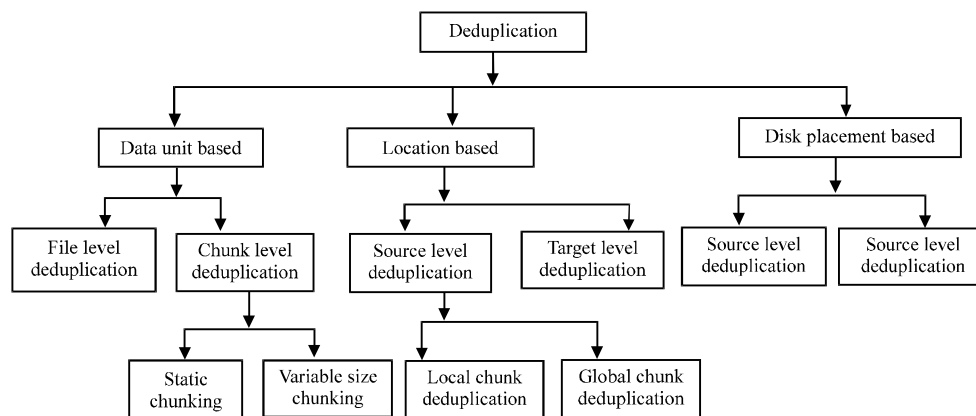 Deduplication
Data unit based
Location based
Disk placement based
File level
deduplication
Chunk level
deduplication
Source level
deduplication
Target level
deduplication
Source level
deduplication
Source level
deduplication
Static
chunking
Variable size
chunking
Local chunk
deduplication
Global chunk
deduplication